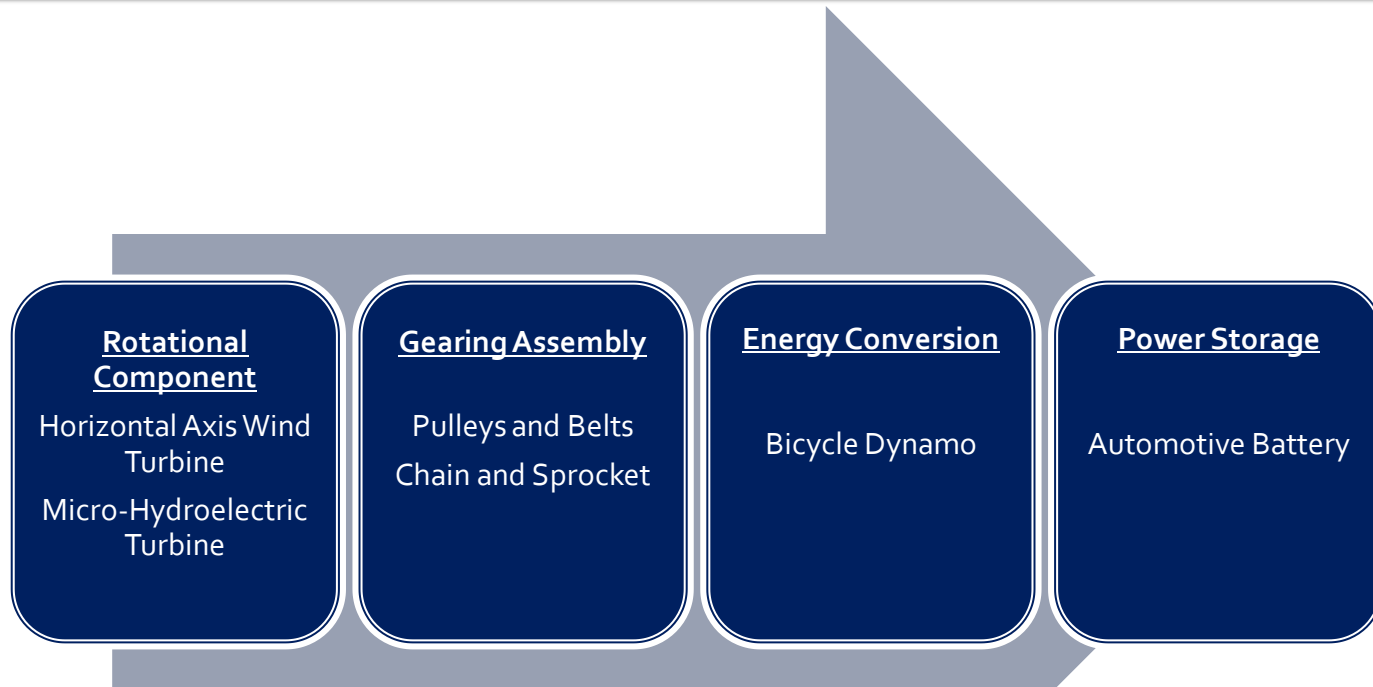 Rotational
Component
Horizontal Axis Wind
Turbine
Micro-Hydroelectric
Turbine
Gearing Assembly
Pulleys and Belts
Chain and Sprocket
Energy Conversion
Bicycle Dynamo
Power Storage
Automotive Battery